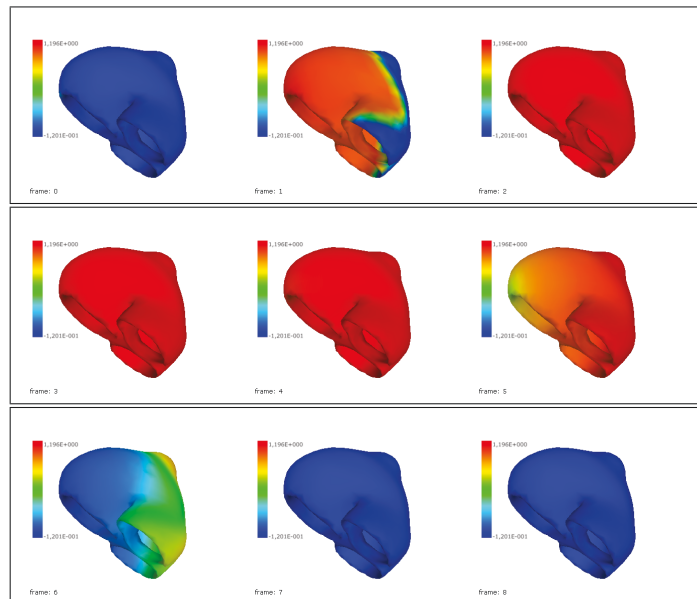 1,196E+000
-1,201E-001
frame: 0
1,196E+000
-1,201E-001
frame: 1
1,196E+000
-1,201E-001
frame: 2
1,196E+000
-1,201E-001
frame: 3
1,196E+000
-1,201E-001
frame: 4
1,196E+000
-1,201E-001
frame: 5
1,196E+000
-1,201E-001
frame: 6
1,196E+000
-1,201E-001
frame: 7
1,196E+000
-1,201E-001
frame: 8